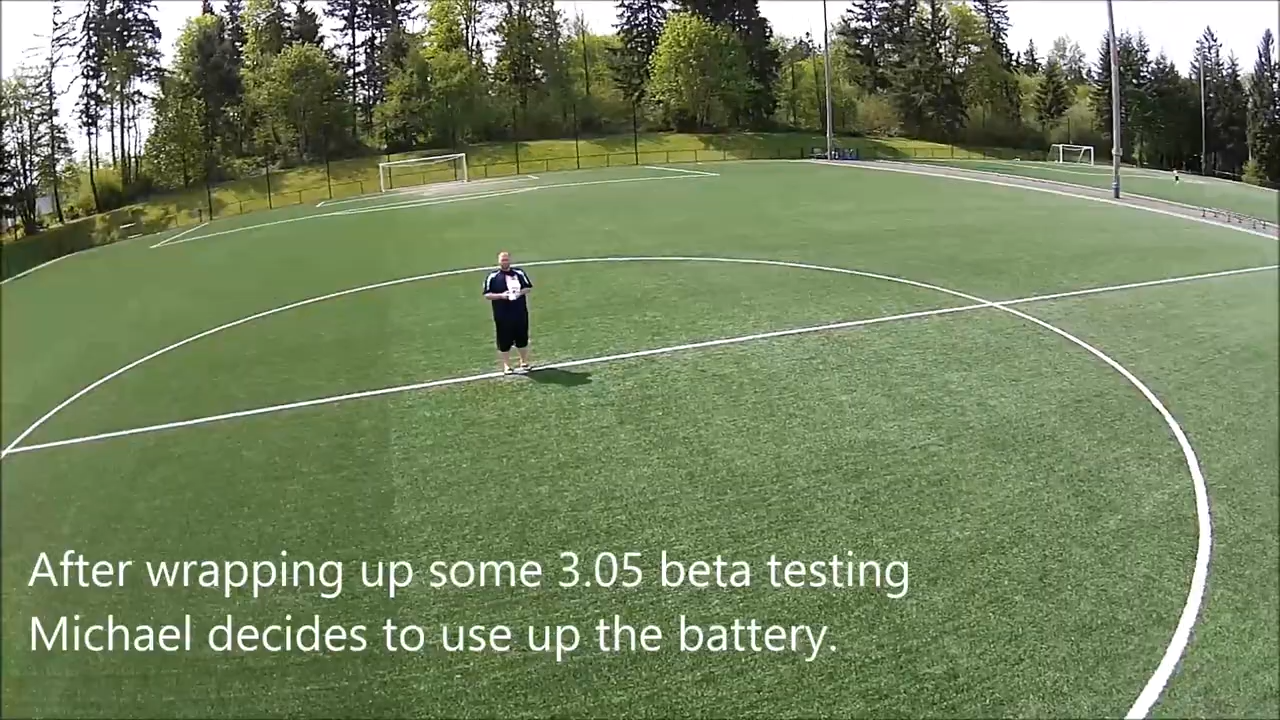 After wrapping up some 3.05 beta testing
Michael decides to use up the battery.